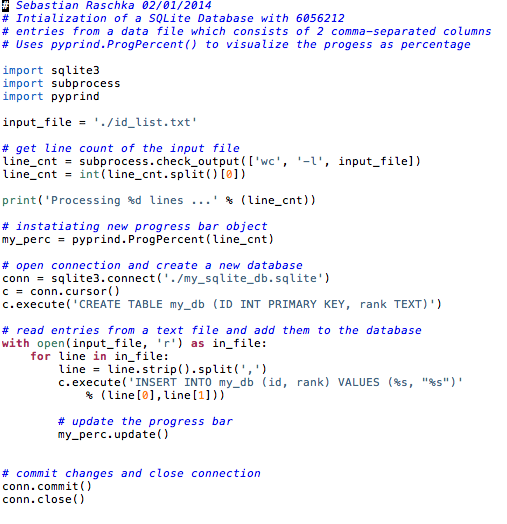 # Sebastian Raschka 02/01/2014
# Intialization of a SQLite Database with 6056212
# entries from a data file which consists of 2 comma-separated columns
# Uses pyprind.ProgPercent() to visualize the progess as percentage

import sqlite3
import subprocess
import pyprind

input_file = './id_list.txt'

# get line count of the input file
line_cnt = subprocess.check_output(['wc', '-l', input_file])
line_cnt = int(line_cnt.split()[0])

print('Processing %d lines ...' % (line_cnt))

# instatiating new progress bar object
my_perc = pyprind.ProgPercent(line_cnt)

# open connection and create a new database
conn = sqlite3.connect('./my_sqlite_db.sqlite')
c = conn.cursor()
c.execute('CREATE TABLE my_db (ID INT PRIMARY KEY, rank TEXT)')

# read entries from a text file and add them to the database
with open(input_file, 'r') as in_file:
    for line in in_file:
        line = line.strip().split(',')
        c.execute('INSERT INTO my_db (id, rank) VALUES (%s, "%s")'
            % (line[0],line[1]))

        # update the progress bar
        my_perc.update()


# commit changes and close connection
conn.commit()
conn.close()